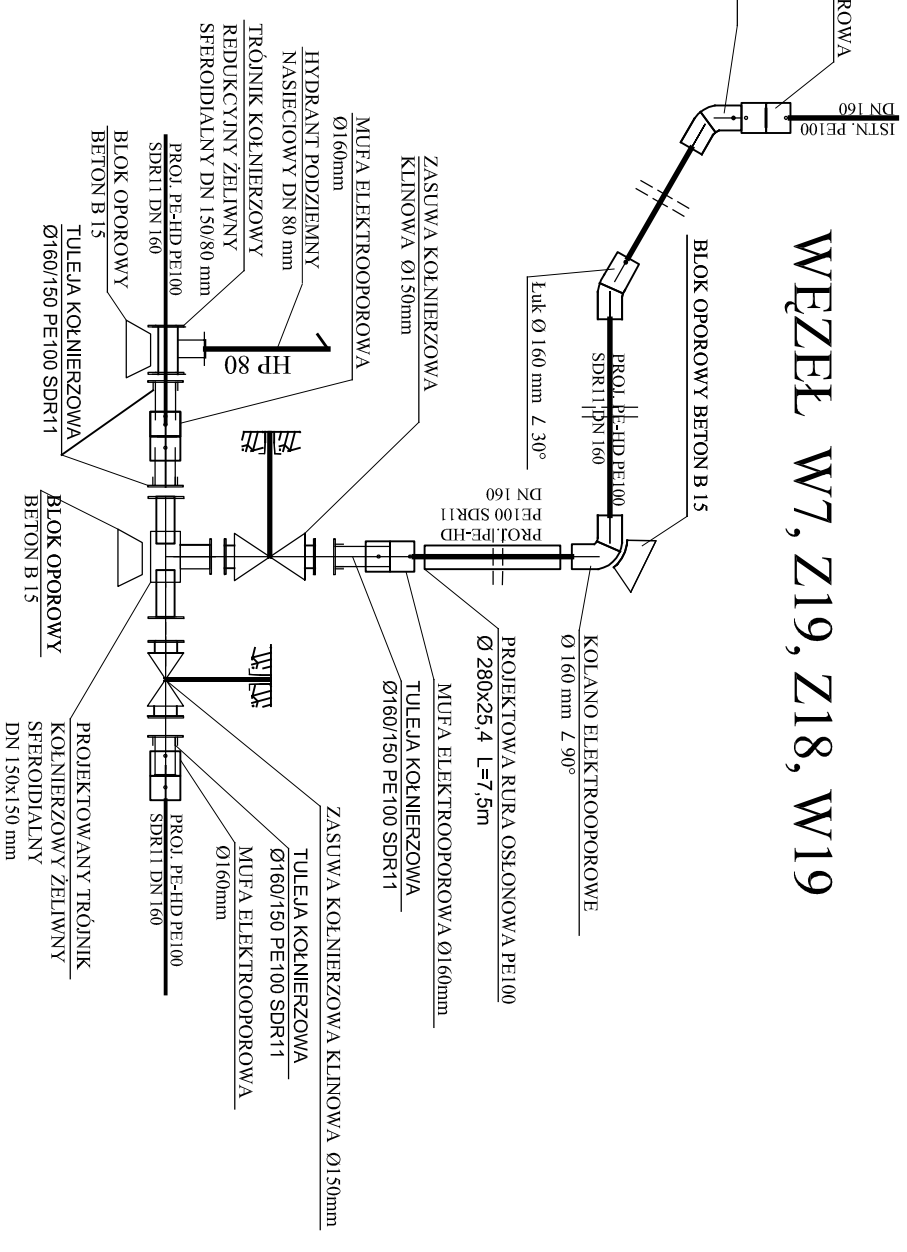 WĘZEŁ W7, Z19, Z18, W19
ROWA
ISTN. PE100
DN 160
BLOK OPOROWY BETON B 15
Łuk Ø 160 mm ∠ 30°
PROJ. PE-HD PE100
SDR11 DN 160
KOLANO ELEKTROOPOROWE
Ø 160 mm ∠ 90°
PROJ. PE-HD
PE100 SDR11
DN 160
PROJEKTOWA RURA OSŁONOWA PE100
Ø 280x25,4 L=7,5m
MUFA ELEKTROOPOROWA Ø160mm
TULEJA KOŁNIERZOWA
Ø160/150 PE100 SDR11
ZASUWA KOŁNIERZOWA
KLINOWA Ø150mm
MUFA ELEKTROOPOROWA
Ø160mm
HYDRANT PODZIEMNY
NASIECIOWY DN 80 mm
TRÓJNIK KOŁNIERZOWY
REDUKCYJNY ŻELIWNY
SFEROIDIALNY DN 150/80 mm
HP 80
PROJ. PE-HD PE100
SDR11 DN 160
BLOK OPOROWY
BETON B 15
TULEJA KOŁNIERZOWA
Ø160/150 PE100 SDR11
BLOK OPOROWY
BETON B 15
ZASUWA KOŁNIERZOWA KLINOWA Ø150mm
TULEJA KOŁNIERZOWA
Ø160/150 PE100 SDR11
MUFA ELEKTROOPOROWA
Ø160mm
PROJ. PE-HD PE100
SDR11 DN 160
PROJEKTOWANY TRÓJNIK
KOŁNIERZOWY ŻELIWNY
SFEROIDIALNY
DN 150x150 mm